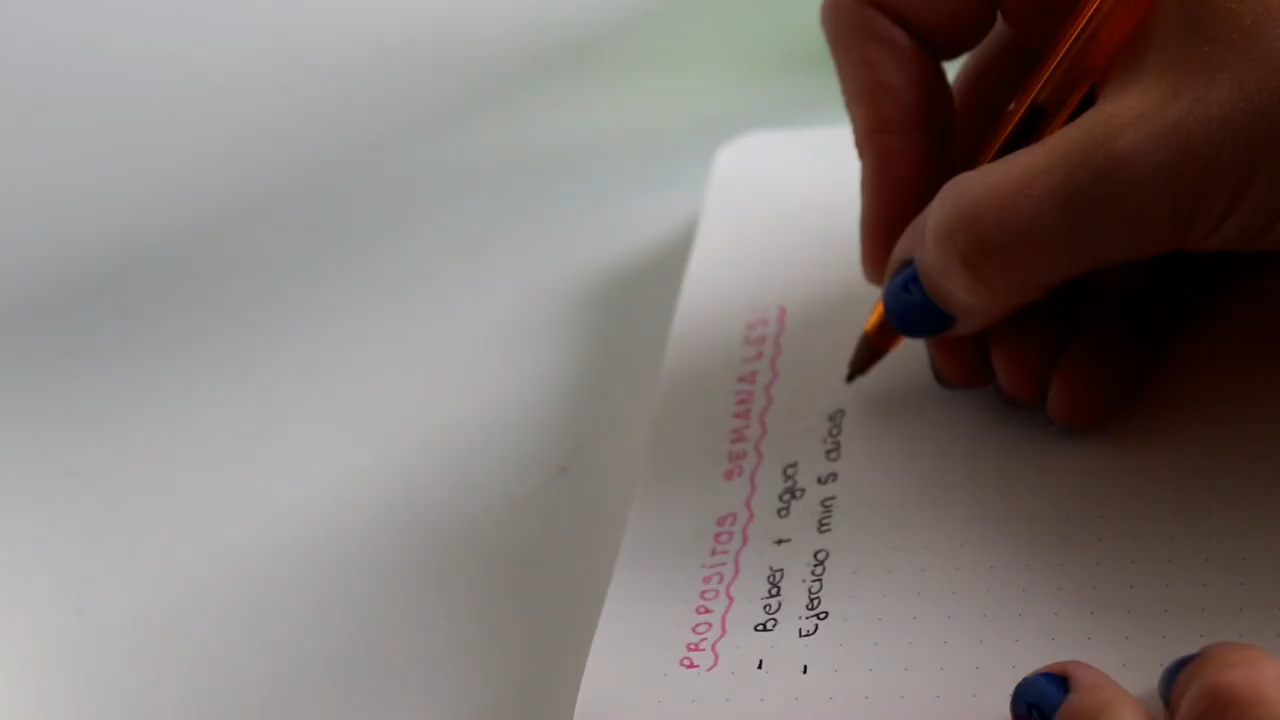 PROPOSITOS SEMANALES:
- Beber + agua
- Ejercicio min 5 días